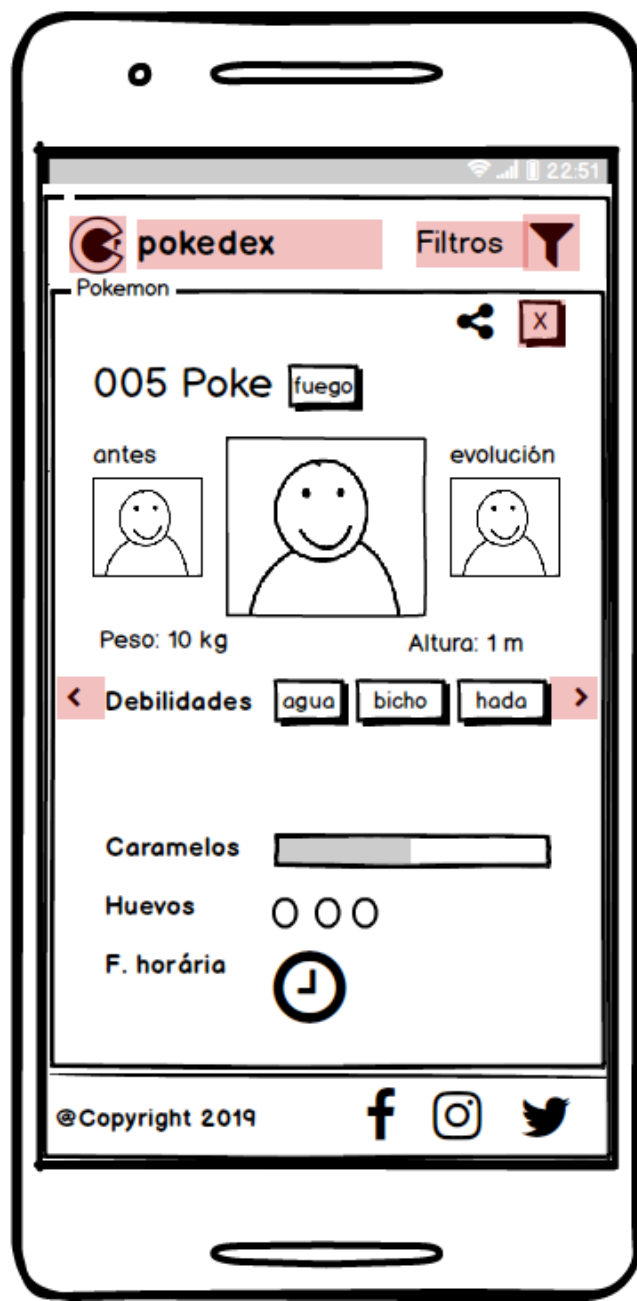 22:51
pokedex Filtros
Pokemon
X
005 Poke fuego
antes evolución
Peso: 10 kg Altura: 1 m
< Debilidades agua bicho hada >
Caramelos
Huevos
F. horária
@Copyright 2019